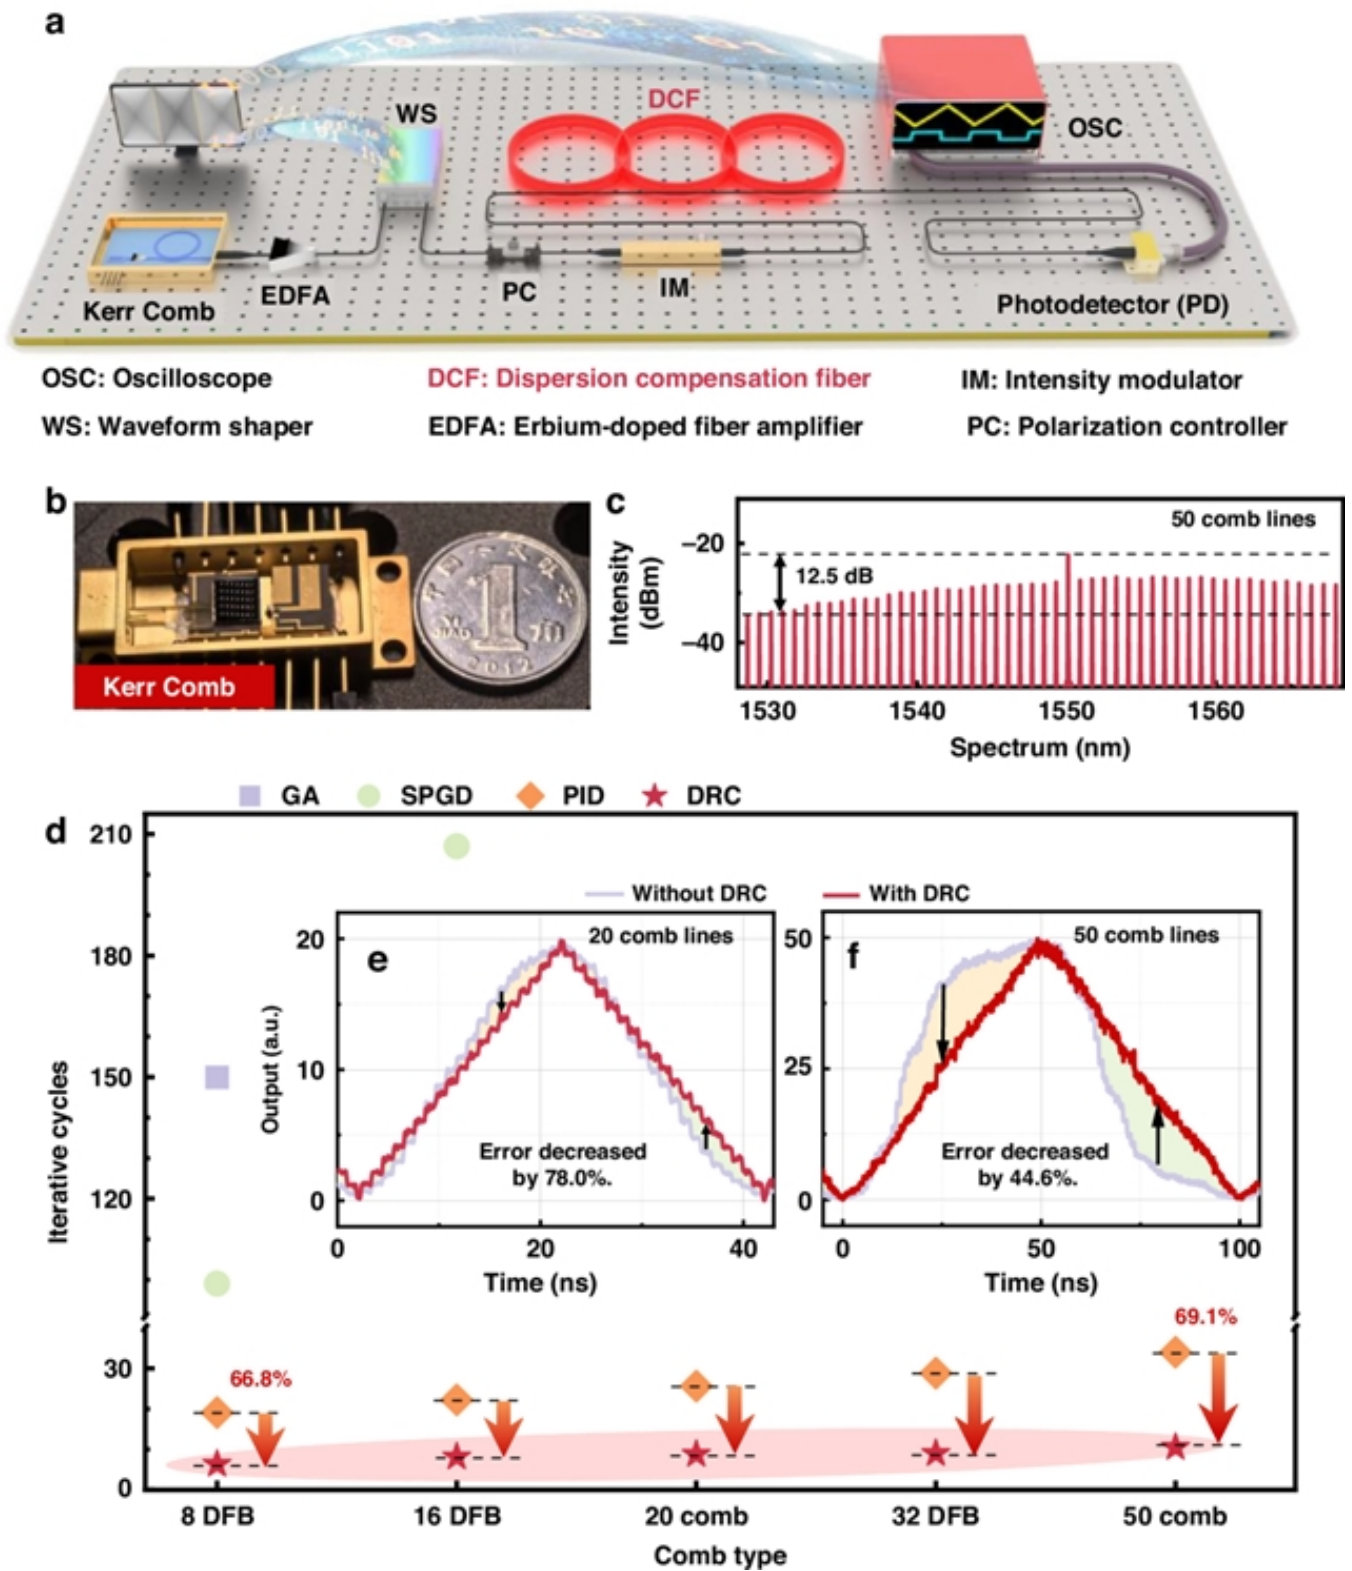 a
WS
DCF
OSC
Kerr Comb
EDFA
PC
IM
Photodetector (PD)
OSC: Oscilloscope
DCF: Dispersion compensation fiber
IM: Intensity modulator
WS: Waveform shaper
EDFA: Erbium-doped fiber amplifier
PC: Polarization controller
b
1
2012
Kerr Comb
c
50 comb lines
12.5 dB
Intensity
(dBm)
−20
−40
1530 1540 1550 1560
Spectrum (nm)
GA SPGD PID DRC
d
Iterative cycles
210
180
150
120
30
0
Without DRC With DRC
e
20 comb lines
Output (a.u.)
20
10
0
Error decreased
by 78.0%.
0 20 40
Time (ns)
f
50 comb lines
50
25
0
Error decreased
by 44.6%.
0 50 100
Time (ns)
66.8%
69.1%
8 DFB 16 DFB 20 comb 32 DFB 50 comb
Comb type